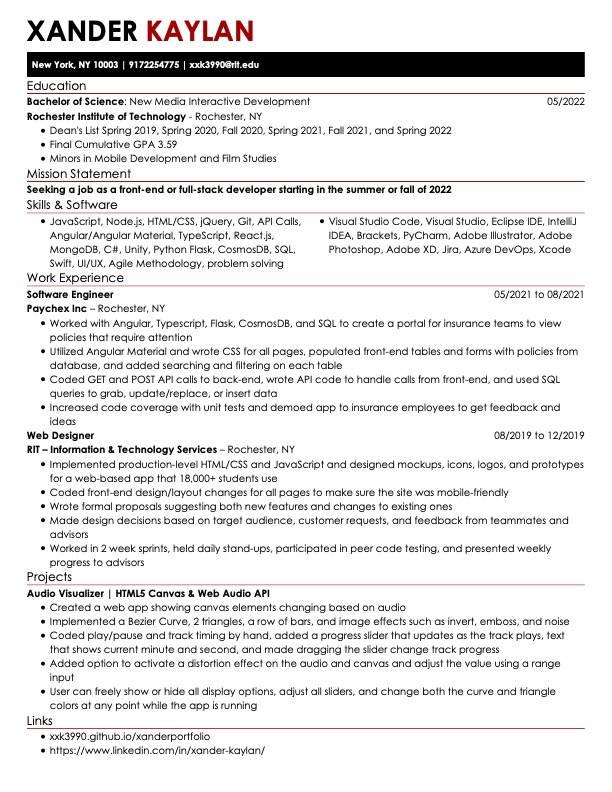 XANDER KAYLAN
New York, NY 10003 | 9172254775 | xxk3990@rit.edu
Education
Bachelor of Science: New Media Interactive Development 05/2022
Rochester Institute of Technology - Rochester, NY
• Dean's List Spring 2019, Spring 2020, Fall 2020, Spring 2021, Fall 2021, and Spring 2022
• Final Cumulative GPA 3.59
• Minors in Mobile Development and Film Studies
Mission Statement
Seeking a job as a front-end or full-stack developer starting in the summer or fall of 2022
Skills & Software
• JavaScript, Node.js, HTML/CSS, jQuery, Git, API Calls,
Angular/Angular Material, TypeScript, React.js,
MongoDB, C#, Unity, Python Flask, CosmosDB, SQL,
Swift, UI/UX, Agile Methodology, problem solving
• Visual Studio Code, Visual Studio, Eclipse IDE, IntelliJ
IDEA, Brackets, PyCharm, Adobe Illustrator, Adobe
Photoshop, Adobe XD, Jira, Azure DevOps, Xcode
Work Experience
Software Engineer 05/2021 to 08/2021
Paychex Inc – Rochester, NY
• Worked with Angular, Typescript, Flask, CosmosDB, and SQL to create a portal for insurance teams to view
policies that require attention
• Utilized Angular Material and wrote CSS for all pages, populated front-end tables and forms with policies from
database, and added searching and filtering on each table
• Coded GET and POST API calls to back-end, wrote API code to handle calls from front-end, and used SQL
queries to grab, update/replace, or insert data
• Increased code coverage with unit tests and demoed app to insurance employees to get feedback and
ideas
Web Designer 08/2019 to 12/2019
RIT – Information & Technology Services – Rochester, NY
• Implemented production-level HTML/CSS and JavaScript and designed mockups, icons, logos, and prototypes
for a web-based app that 18,000+ students use
• Coded front-end design/layout changes for all pages to make sure the site was mobile-friendly
• Wrote formal proposals suggesting both new features and changes to existing ones
• Made design decisions based on target audience, customer requests, and feedback from teammates and
advisors
• Worked in 2 week sprints, held daily stand-ups, participated in peer code testing, and presented weekly
progress to advisors
Projects
Audio Visualizer | HTML5 Canvas & Web Audio API
• Created a web app showing canvas elements changing based on audio
• Implemented a Bezier Curve, 2 triangles, a row of bars, and image effects such as invert, emboss, and noise
• Coded play/pause and track timing by hand, added a progress slider that updates as the track plays, text
that shows current minute and second, and made dragging the slider change track progress
• Added option to activate a distortion effect on the audio and canvas and adjust the value using a range
input
• User can freely show or hide all display options, adjust all sliders, and change both the curve and triangle
colors at any point while the app is running
Links
• xxk3990.github.io/xanderportfolio
• https://www.linkedin.com/in/xander-kaylan/